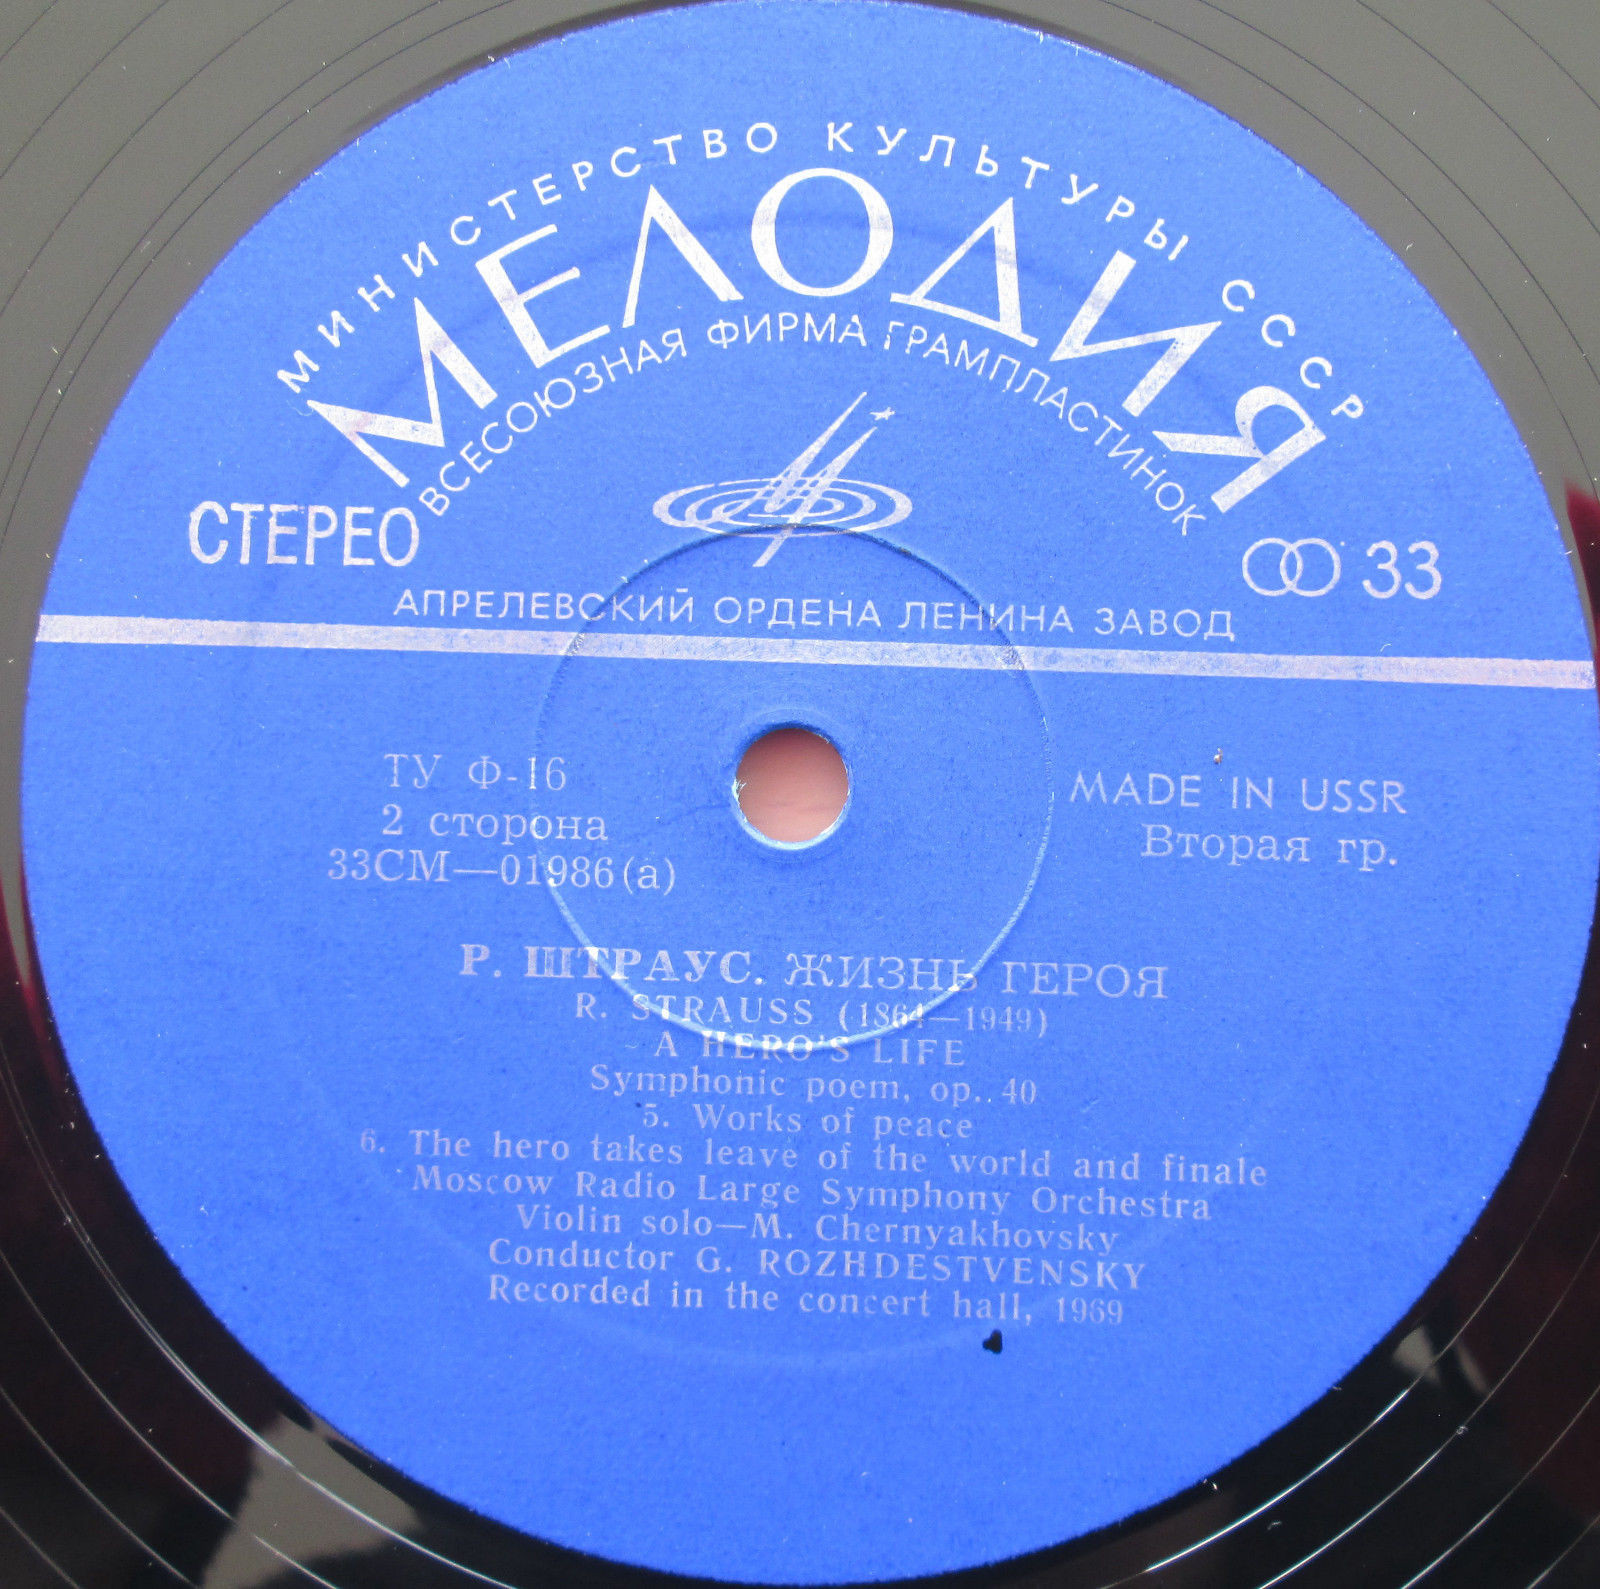 МИНИСТЕРСТВО КУЛЬТУРЫ СССР
МЕЛОДИЯ
ВСЕСОЮЗНАЯ ФИРМА ГРАМПЛАСТИНОК
СТЕРЕО
33
АПРЕЛЕВСКИЙ ОРДЕНА ЛЕНИНА ЗАВОД
ТУ Ф-16
2 сторона
33СМ—01986(а)
MADE IN USSR
Вторая гр.
Р. ШТРАУС. ЖИЗНЬ ГЕРОЯ
R. STRAUSS (1864—1949)
A HERO'S LIFE
Symphonic poem, op. 40
5. Works of peace
6. The hero takes leave of the world and finale
Moscow Radio Large Symphony Orchestra
Violin solo—M. Chernyakhovsky
Conductor G. ROZHDESTVENSKY
Recorded in the concert hall, 1969